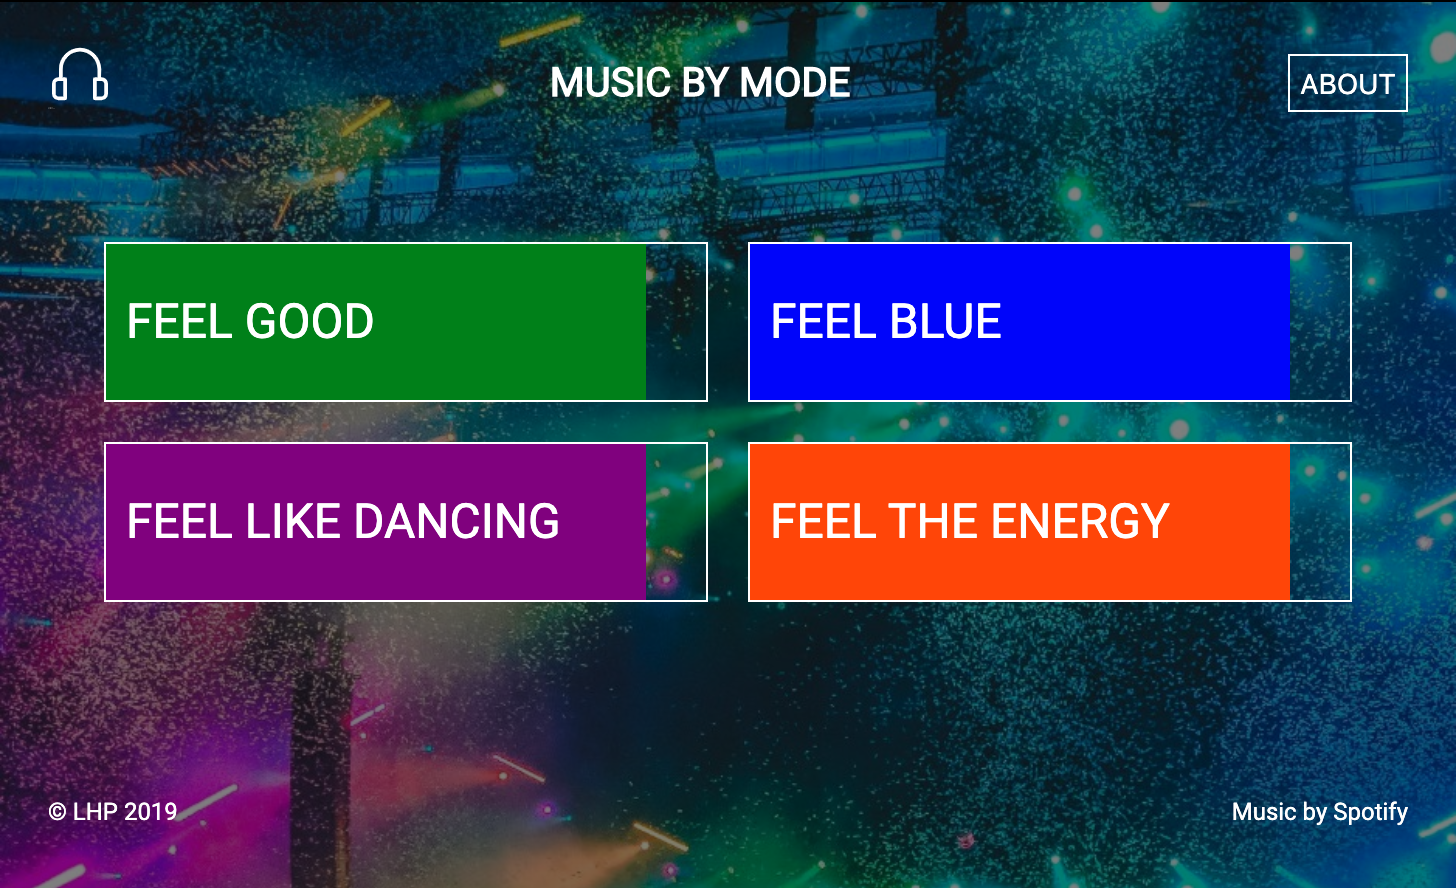 MUSIC BY MODE
ABOUT
FEEL GOOD
FEEL BLUE
FEEL LIKE DANCING
FEEL THE ENERGY
© LHP 2019
Music by Spotify